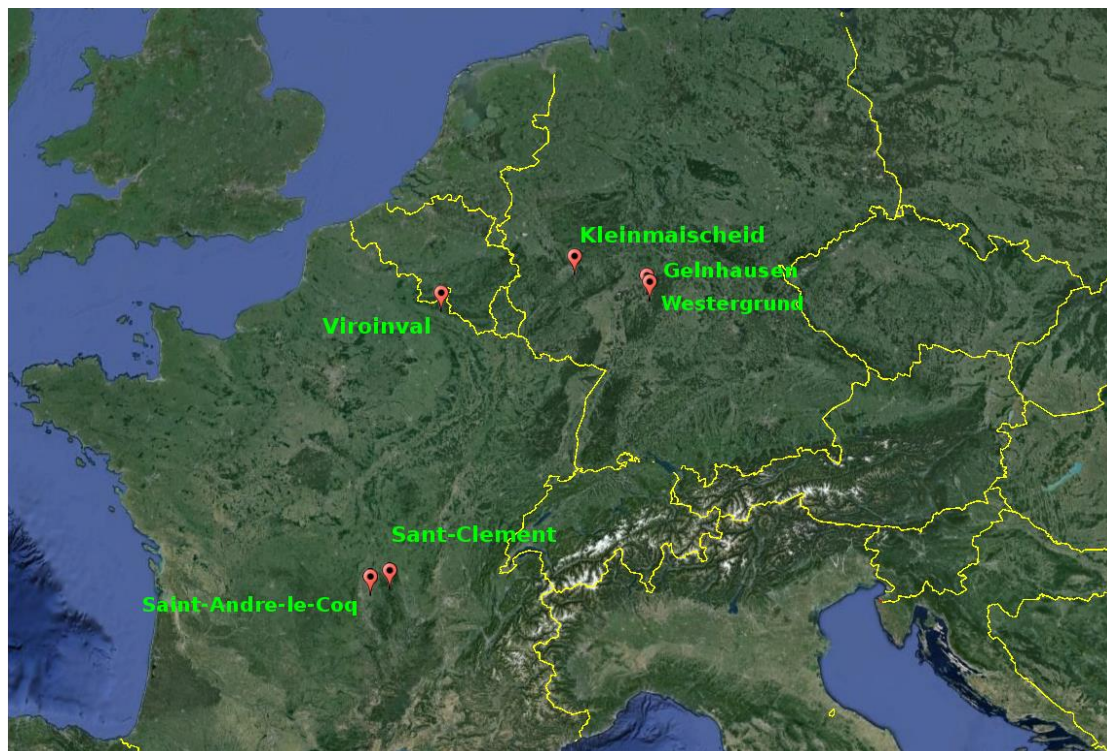 Kleinmaischeid
Gelnhausen
Westergrund
Viroinval
Sant-Clement
Saint-Andre-le-Coq